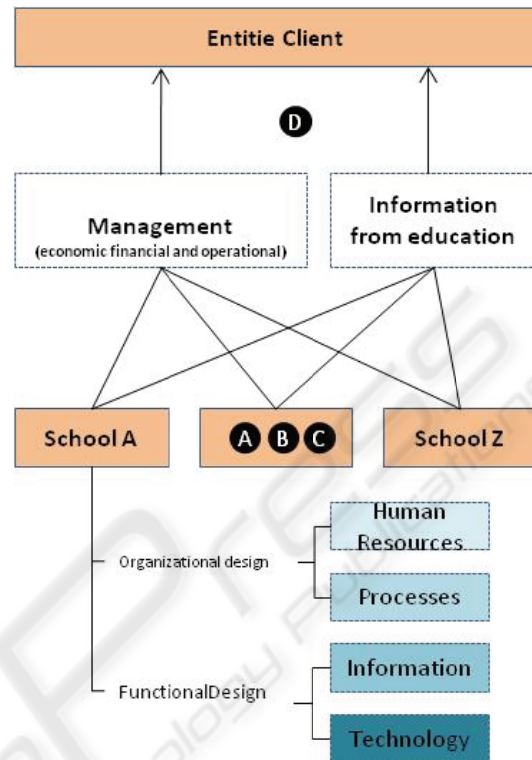 Entitie Client
D
Management
(economic financial and operational)
Information
from education
School A
A B C
School Z
Organizational design
Human
Resources
Processes
FunctionalDesign
Information
Technology